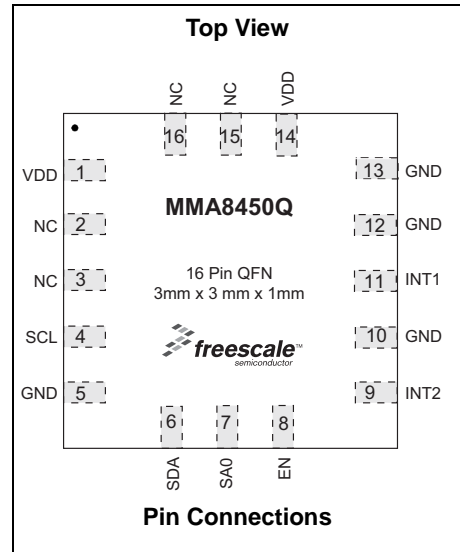 Top View
NC
NC
VDD
16
15
14
VDD 1
13 GND
MMA8450Q
NC 2
12 GND
NC 3
16 Pin QFN
3mm x 3 mm x 1mm
11 INT1
SCL 4
freescale™
semiconductor
10 GND
GND 5
9 INT2
6
7
8
SDA
SA0
EN
Pin Connections